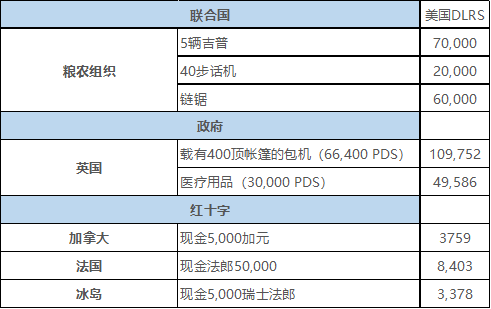 联合国 美国DLRS
粮农组织 5辆吉普 70,000
40步话机 20,000
链锯 60,000
政府
英国 载有400顶帐篷的包机（66,400 PDS） 109,752
医疗用品（30,000 PDS） 49,586
红十字
加拿大 现金5,000加元 3759
法国 现金法郎50,000 8,403
冰岛 现金5,000瑞士法郎 3,378